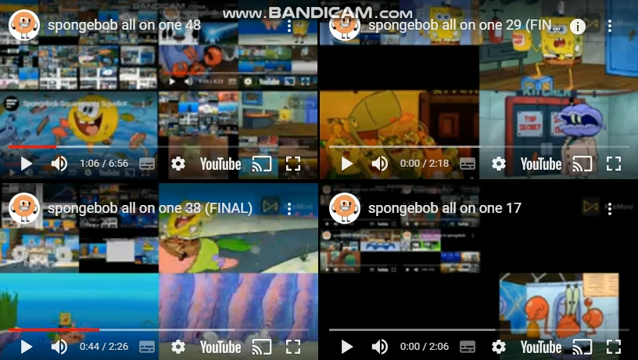 www.BANDICAM.com
spongebob all on one 48
spongebob all on one 29 (FIN...
1:06 / 6:56
YouTube
TOP SECRET
0:00 / 2:18
YouTube
spongebob all on one 38 (FINAL)
spongebob all on one 17
0:44 / 2:26
YouTube
0:00 / 2:06
YouTube